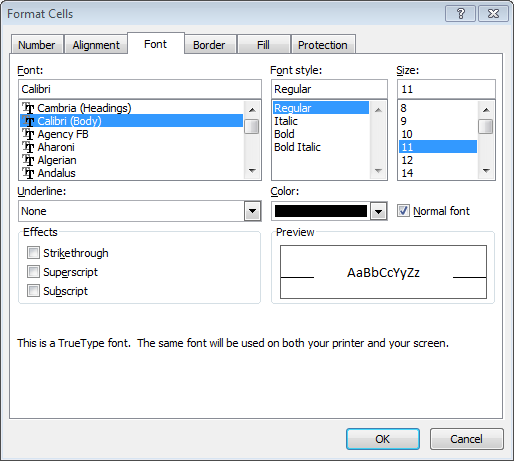 Format Cells
Number Alignment Font Border Fill Protection
Font: Font style: Size:
Calibri Regular 11
Cambria (Headings) Regular 8
Calibri (Body) Italic 9
Agency FB Bold 10
Aharoni Bold Italic 11
Algerian 12
Andalus 14
Underline: Color:
None Normal font
Effects Preview
Strikethrough
Superscript AaBbCcYyZz
Subscript
This is a TrueType font.  The same font will be used on both your printer and your screen.
OK Cancel